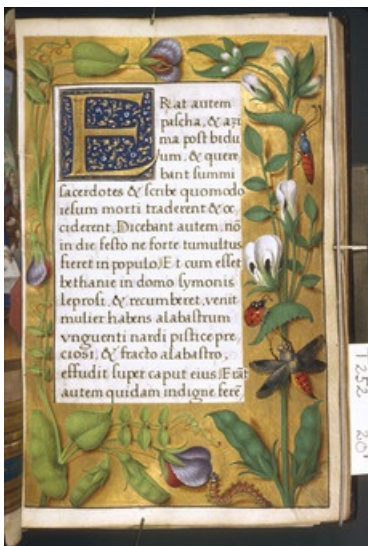 ERat autem
pascha, & azi
ma post bidu
um. & quere,
bant summi
sacerdotes & scribe quomodo
iesum morti traderent & oc,
ciderent. Dicebant autem. nō
in die festo ne forte tumultus
fieret in populo. Et cum esset
bethanie in domo symonis
leprosi. & recumberet. venit
mulier habens alabastrum
vnguenti nardi pistice pre,
ciosi. & fracto alabastro,
effudit super caput eius. Erāt
autem quidam indigne ferē
T252 20